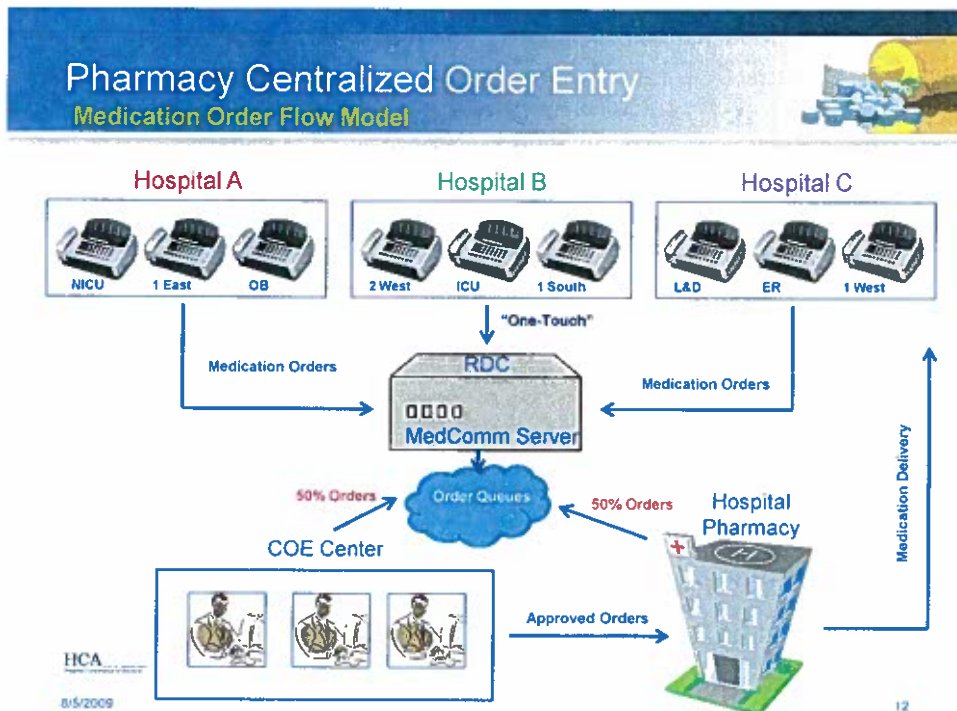 Pharmacy Centralized Order Entry
Medication Order Flow Model
Hospital A
Hospital B
Hospital C
NICU
1 East
OB
2 West
ICU
1 South
L&D
ER
1 West
"One-Touch"
Medication Orders
RDC
Medication Orders
MedComm Server
Medication Delivery
50% Orders
Order Queues
50% Orders
Hospital
Pharmacy
COE Center
H
Approved Orders
HCA
8/5/2009
12